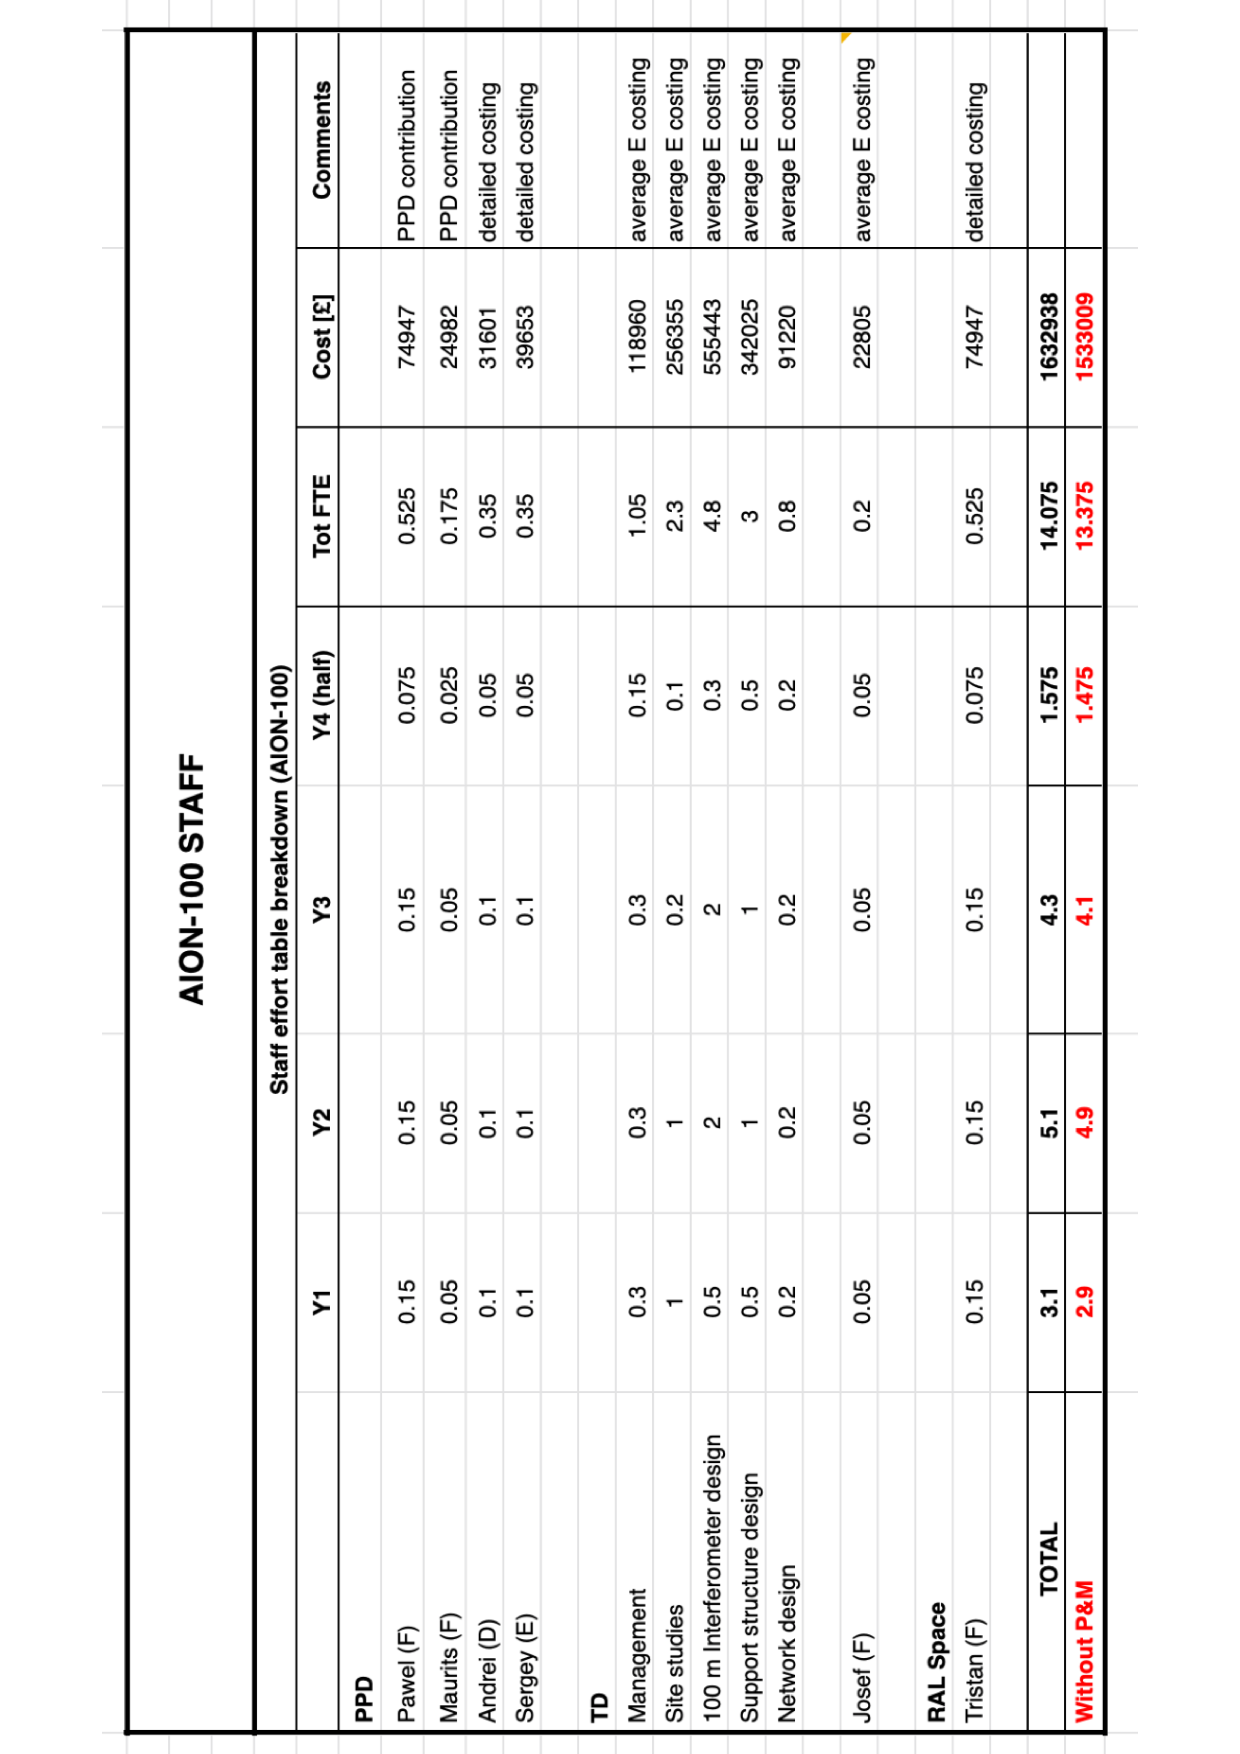 AION-100 STAFF
Staff effort table breakdown (AION-100)
Y1 Y2 Y3 Y4 (half) Tot FTE Cost [£] Comments
PPD
Pawel (F) 0.15 0.15 0.15 0.075 0.525 74947 PPD contribution
Maurits (F) 0.05 0.05 0.05 0.025 0.175 24982 PPD contribution
Andrei (D) 0.1 0.1 0.1 0.05 0.35 31601 detailed costing
Sergey (E) 0.1 0.1 0.1 0.05 0.35 39653 detailed costing
TD
Management 0.3 0.3 0.3 0.15 1.05 118960 average E costing
Site studies 1 1 0.2 0.1 2.3 256355 average E costing
100 m Interferometer design 0.5 2 2 0.3 4.8 555443 average E costing
Support structure design 0.5 1 1 0.5 3 342025 average E costing
Network design 0.2 0.2 0.2 0.2 0.8 91220 average E costing
Josef (F) 0.05 0.05 0.05 0.05 0.2 22805 average E costing
RAL Space
Tristan (F) 0.15 0.15 0.15 0.075 0.525 74947 detailed costing
TOTAL 3.1 5.1 4.3 1.575 14.075 1632938
Without P&M 2.9 4.9 4.1 1.475 13.375 1533009